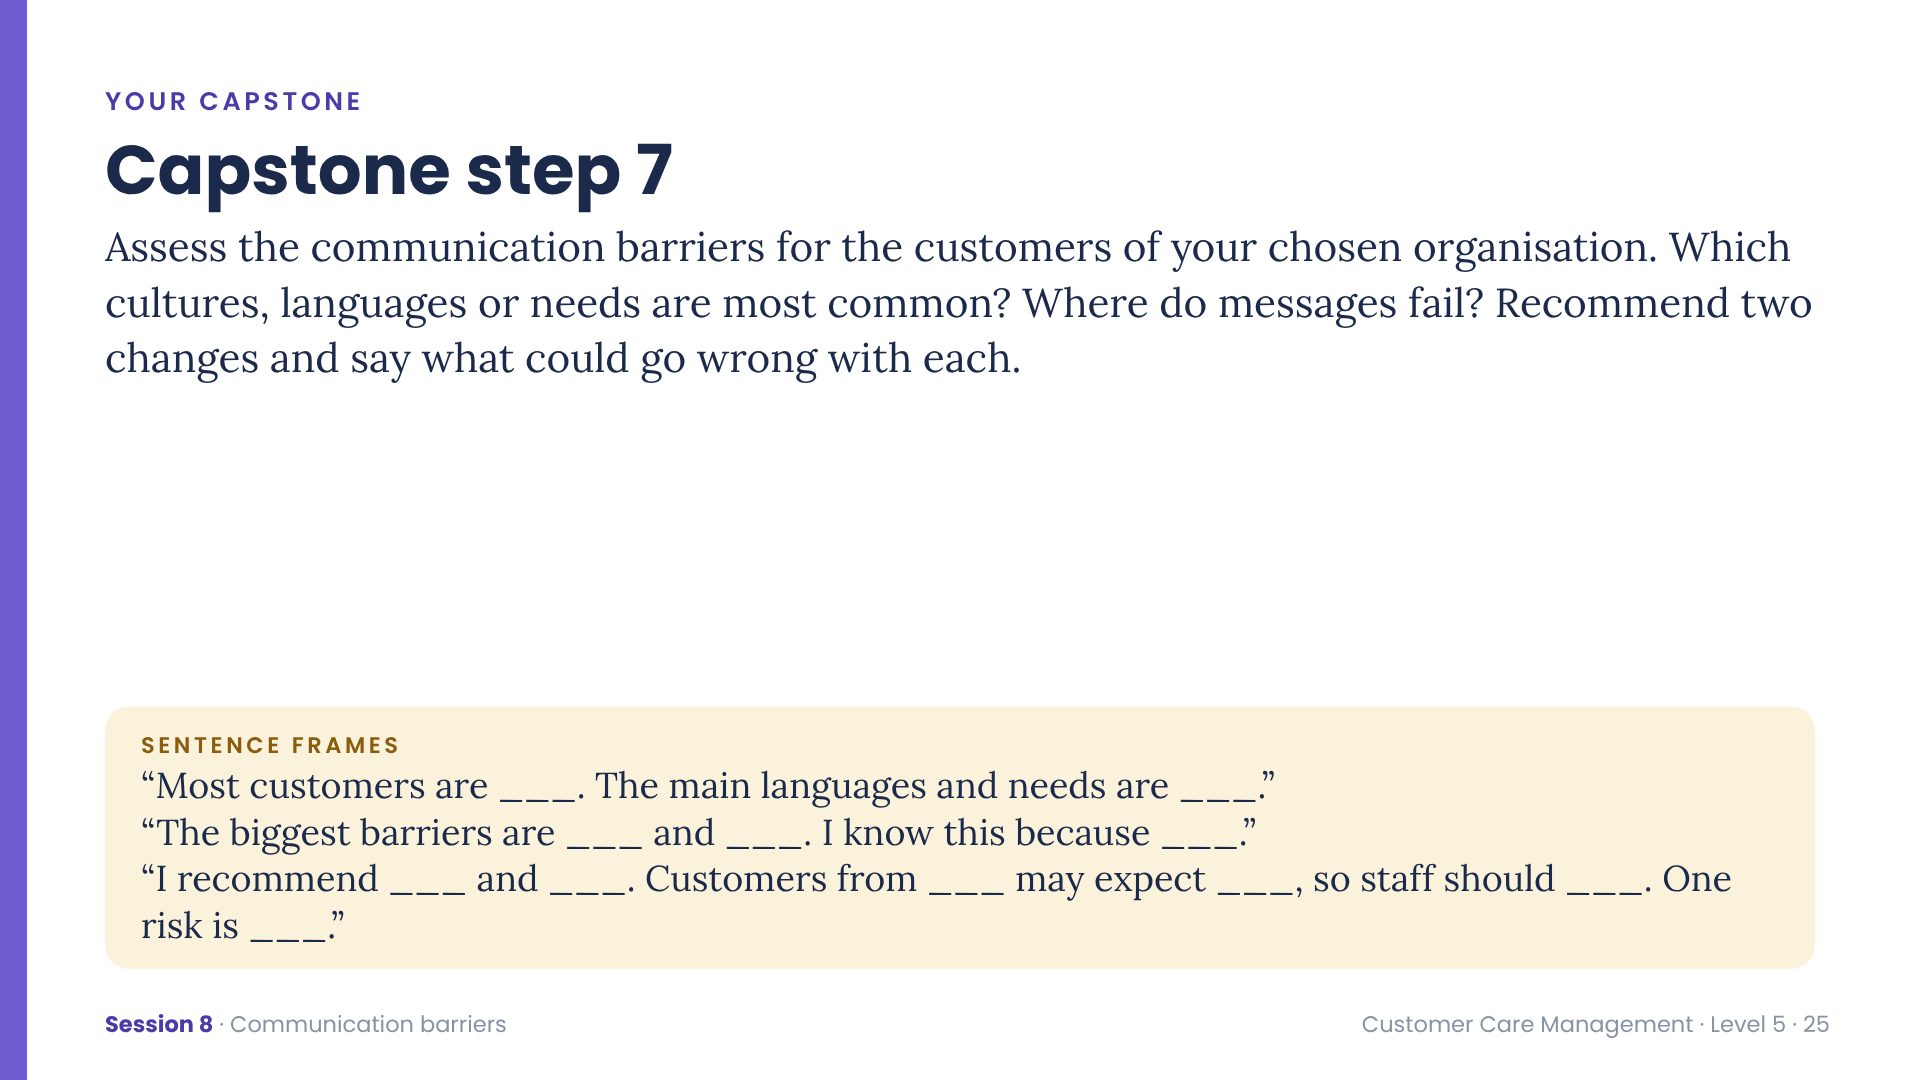 YOUR CAPSTONE
Capstone step 7
Assess the communication barriers for the customers of your chosen organisation. Which
cultures, languages or needs are most common? Where do messages fail? Recommend two
changes and say what could go wrong with each.
SENTENCE FRAMES
“Most customers are ___. The main languages and needs are ___.”
“The biggest barriers are ___ and ___. I know this because ___.”
“I recommend ___ and ___. Customers from ___ may expect ___, so staff should ___. One
risk is ___.”
Session 8 · Communication barriers
Customer Care Management · Level 5 · 25